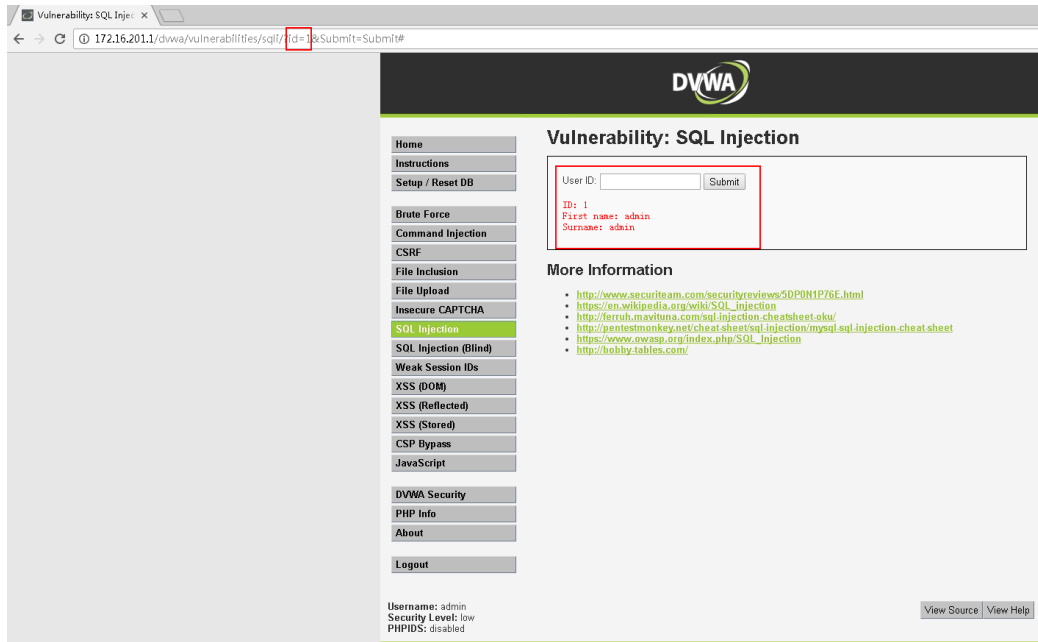 Vulnerability: SQL Injec
172.16.201.1/dvwa/vulnerabilities/sqli/?id=1&Submit=Submit#
DVWA
Home
Instructions
Setup / Reset DB
Brute Force
Command Injection
CSRF
File Inclusion
File Upload
Insecure CAPTCHA
SQL Injection
SQL Injection (Blind)
Weak Session IDs
XSS (DOM)
XSS (Reflected)
XSS (Stored)
CSP Bypass
JavaScript
DVWA Security
PHP Info
About
Logout
Vulnerability: SQL Injection
User ID: Submit
ID: 1
First name: admin
Surname: admin
More Information
http://www.securiteam.com/securityreviews/5DP0N1P76E.html
https://en.wikipedia.org/wiki/SQL_injection
http://ferruh.mavituna.com/sql-injection-cheatsheet-oku/
http://pentestmonkey.net/cheat-sheet/sql-injection/mysql-sql-injection-cheat-sheet
https://www.owasp.org/index.php/SQL_Injection
http://bobby-tables.com/
Username: admin
Security Level: low
PHPIDS: disabled
View Source View Help